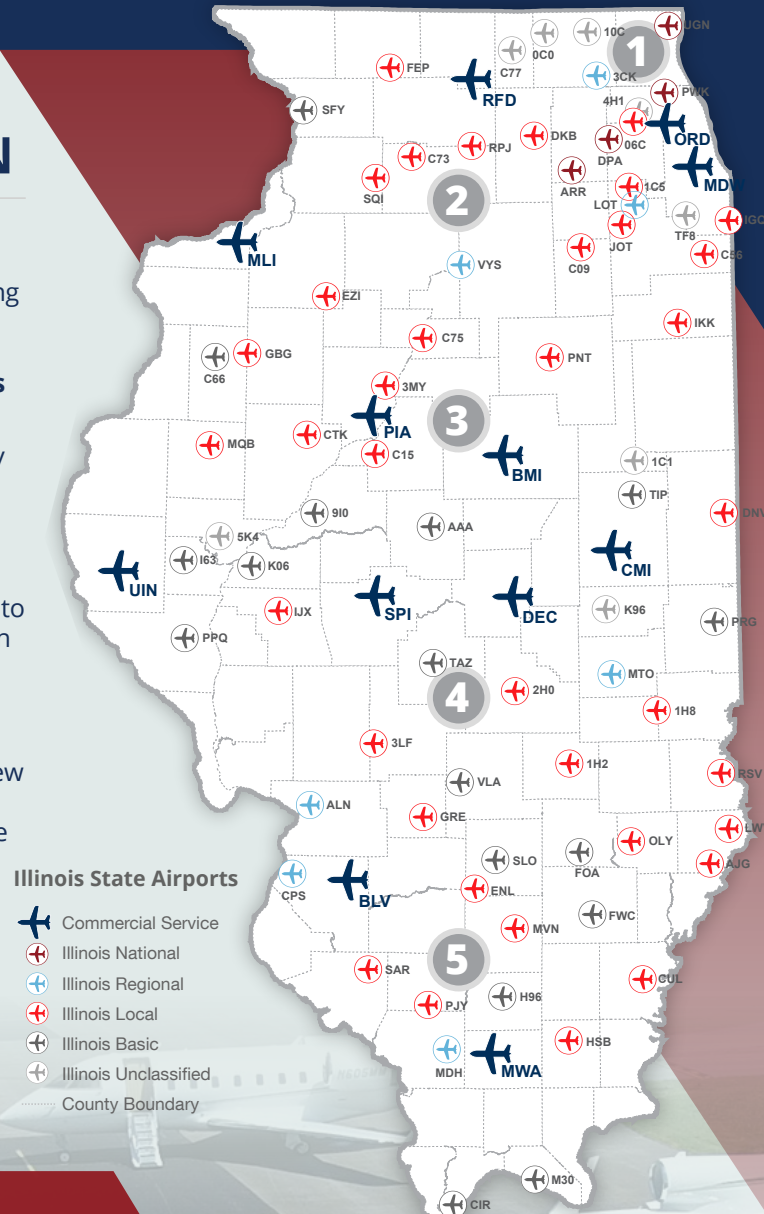 N
ng
s
y
to
n
ew
e
UGN
10C
0C0
1
C77
3CK
FEP
RFD
PWK
4H1
SFY
ORD
06C
DKB
RPJ
DPA
C73
MDW
ARR
SQI
1C5
2
LOT
IGQ
TF8
JOT
MLI
C09
C56
VYS
EZI
IKK
C75
GBG
PNT
C66
3MY
3
PIA
CTK
MQB
C15
BMI
1C1
TIP
9I0
DNV
AAA
5K4
I63
K06
CMI
UIN
SPI
DEC
IJX
K96
PRG
PPQ
TAZ
MTO
4
2H0
1H8
3LF
1H2
RSV
VLA
ALN
GRE
LWV
OLY
SLO
FOA
AJG
CPS
BLV
ENL
FWC
MVN
5
SAR
CUL
H96
PJY
HSB
MDH
MWA
M30
CIR
Illinois State Airports
Commercial Service
Illinois National
Illinois Regional
Illinois Local
Illinois Basic
Illinois Unclassified
County Boundary